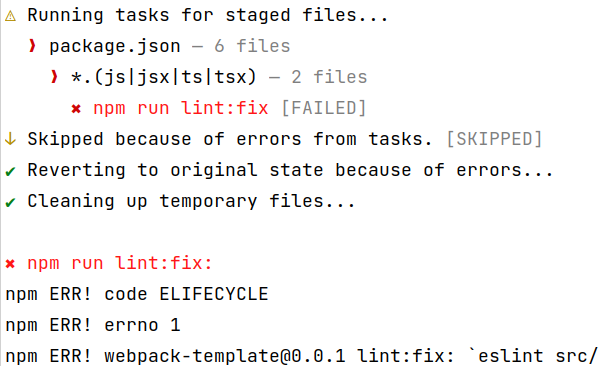 ⚠ Running tasks for staged files...
❯ package.json — 6 files
❯ *.(js|jsx|ts|tsx) — 2 files
✖ npm run lint:fix [FAILED]
↓ Skipped because of errors from tasks. [SKIPPED]
✔ Reverting to original state because of errors...
✔ Cleaning up temporary files...
✖ npm run lint:fix:
npm ERR! code ELIFECYCLE
npm ERR! errno 1
npm ERR! webpack-template@0.0.1 lint:fix: `eslint src/